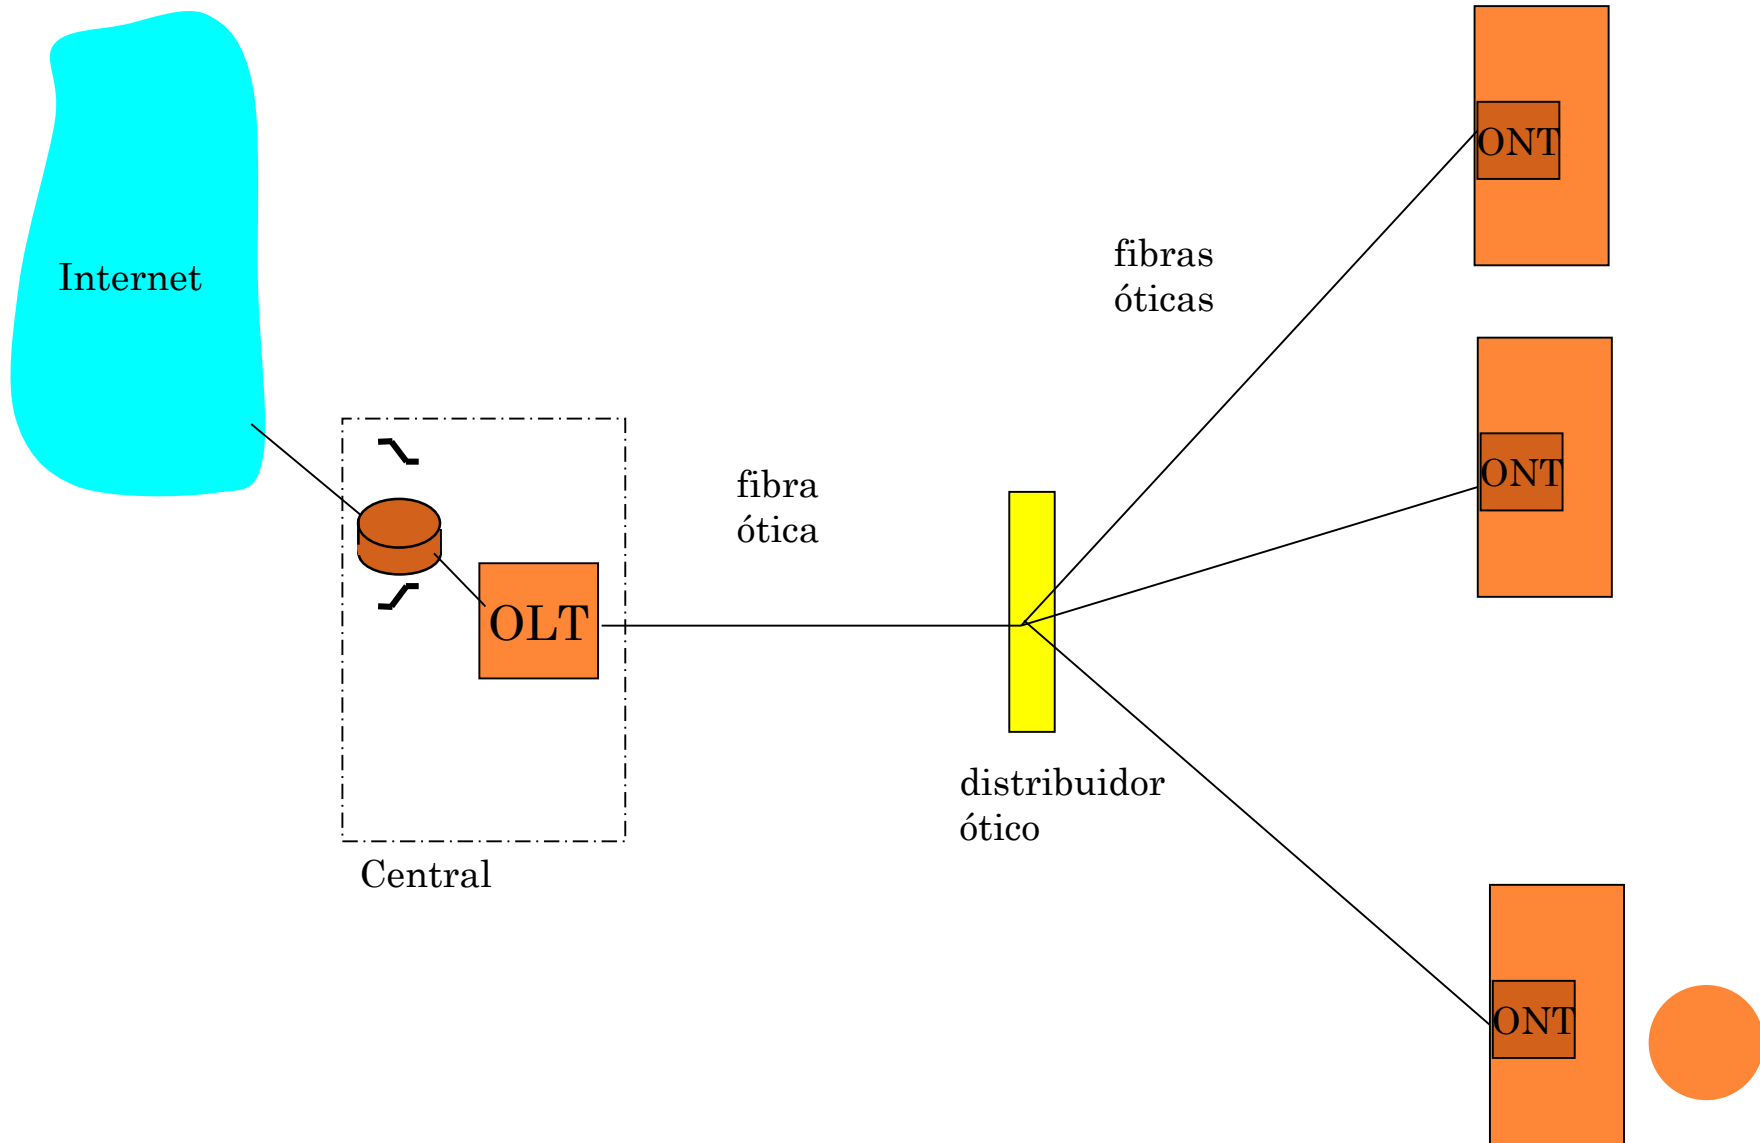 ONT
fibras
óticas
Internet
ONT
fibra
ótica
OLT
distribuidor
ótico
Central
ONT